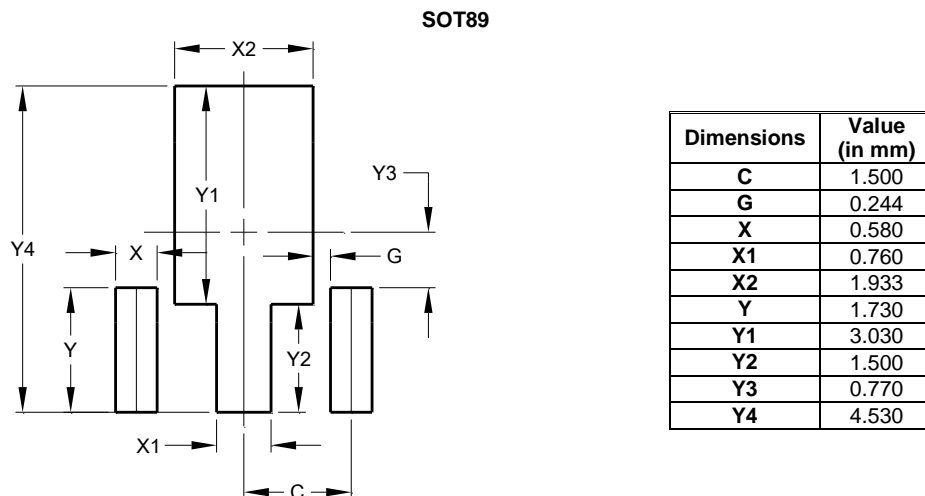 SOT89
X2
Y3
Y1
Y4
X
G
Y
Y2
X1
C
Dimensions Value (in mm)
C 1.500
G 0.244
X 0.580
X1 0.760
X2 1.933
Y 1.730
Y1 3.030
Y2 1.500
Y3 0.770
Y4 4.530